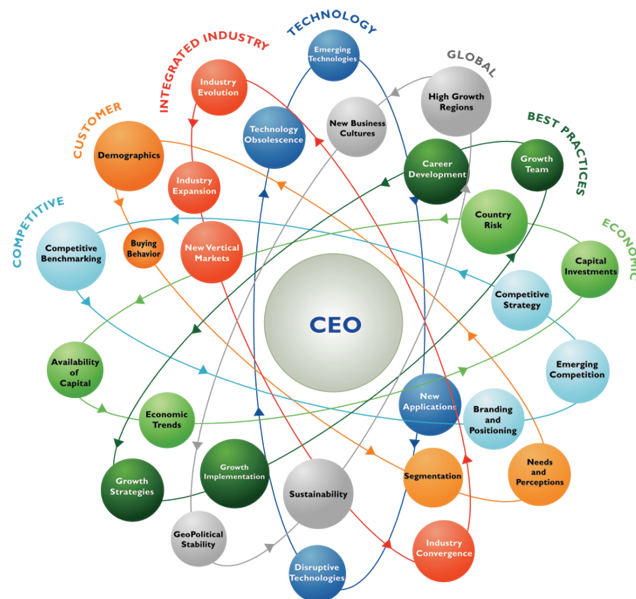 TECHNOLOGY
INTEGRATED INDUSTRY
GLOBAL
CUSTOMER
BEST PRACTICES
COMPETITIVE
ECONOMIC
Emerging
Technologies
Industry
Evolution
High Growth
Regions
New Business
Cultures
Technology
Obsolescence
Demographics
Career
Development
Growth
Team
Industry
Expansion
Country
Risk
Buying
Behavior
New Vertical
Markets
Competitive
Benchmarking
Capital
Investments
Competitive
Strategy
CEO
Availability
of
Capital
Emerging
Competition
New
Applications
Economic
Trends
Branding
and
Positioning
Growth
Strategies
Growth
Implementation
Sustainability
Segmentation
Needs
and
Perceptions
GeoPolitical
Stability
Industry
Convergence
Disruptive
Technologies